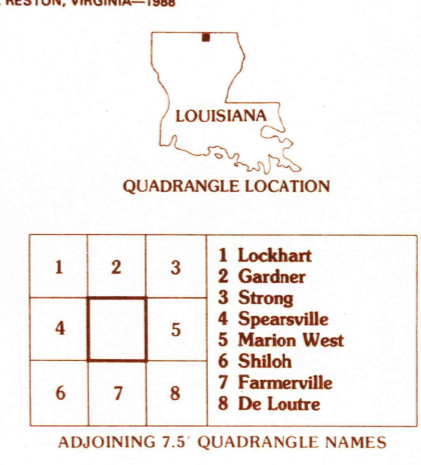 RESTON, VIRGINIA—1988
LOUISIANA
QUADRANGLE LOCATION
1 2 3
4 5
6 7 8
1 Lockhart
2 Gardner
3 Strong
4 Spearsville
5 Marion West
6 Shiloh
7 Farmerville
8 De Loutre
ADJOINING 7.5′ QUADRANGLE NAMES